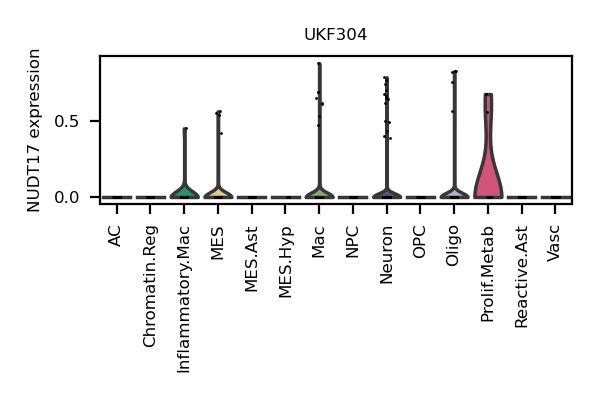 UKF304
NUDT17 expression
0.5
0.0
AC
Chromatin.Reg
Inflammatory.Mac
MES
MES.Ast
MES.Hyp
Mac
NPC
Neuron
OPC
Oligo
Prolif.Metab
Reactive.Ast
Vasc